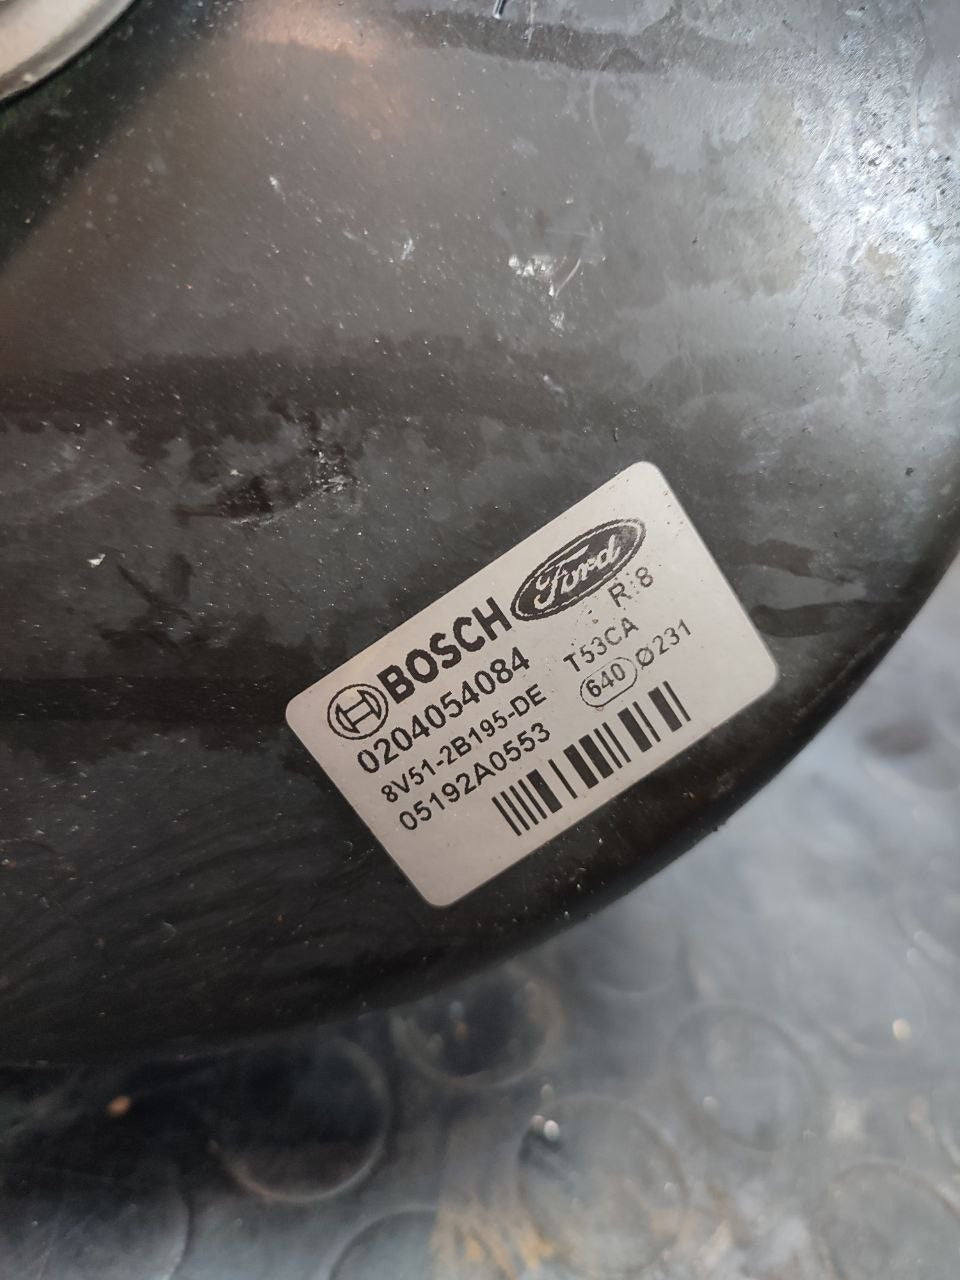 BOSCH Ford
0204054084 R:8
8V51-2B195-DE T53CA
05192A0553 640 Ø231